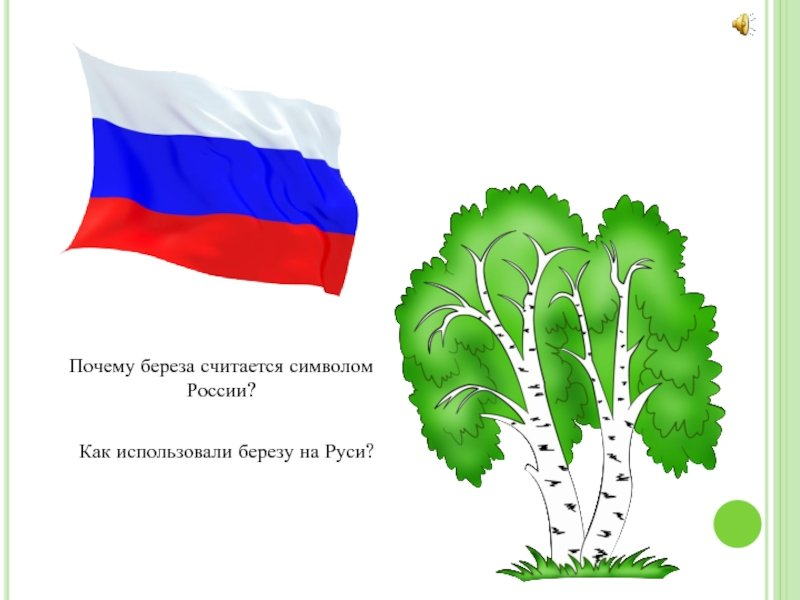 Почему береза считается символом
России?
Как использовали березу на Руси?